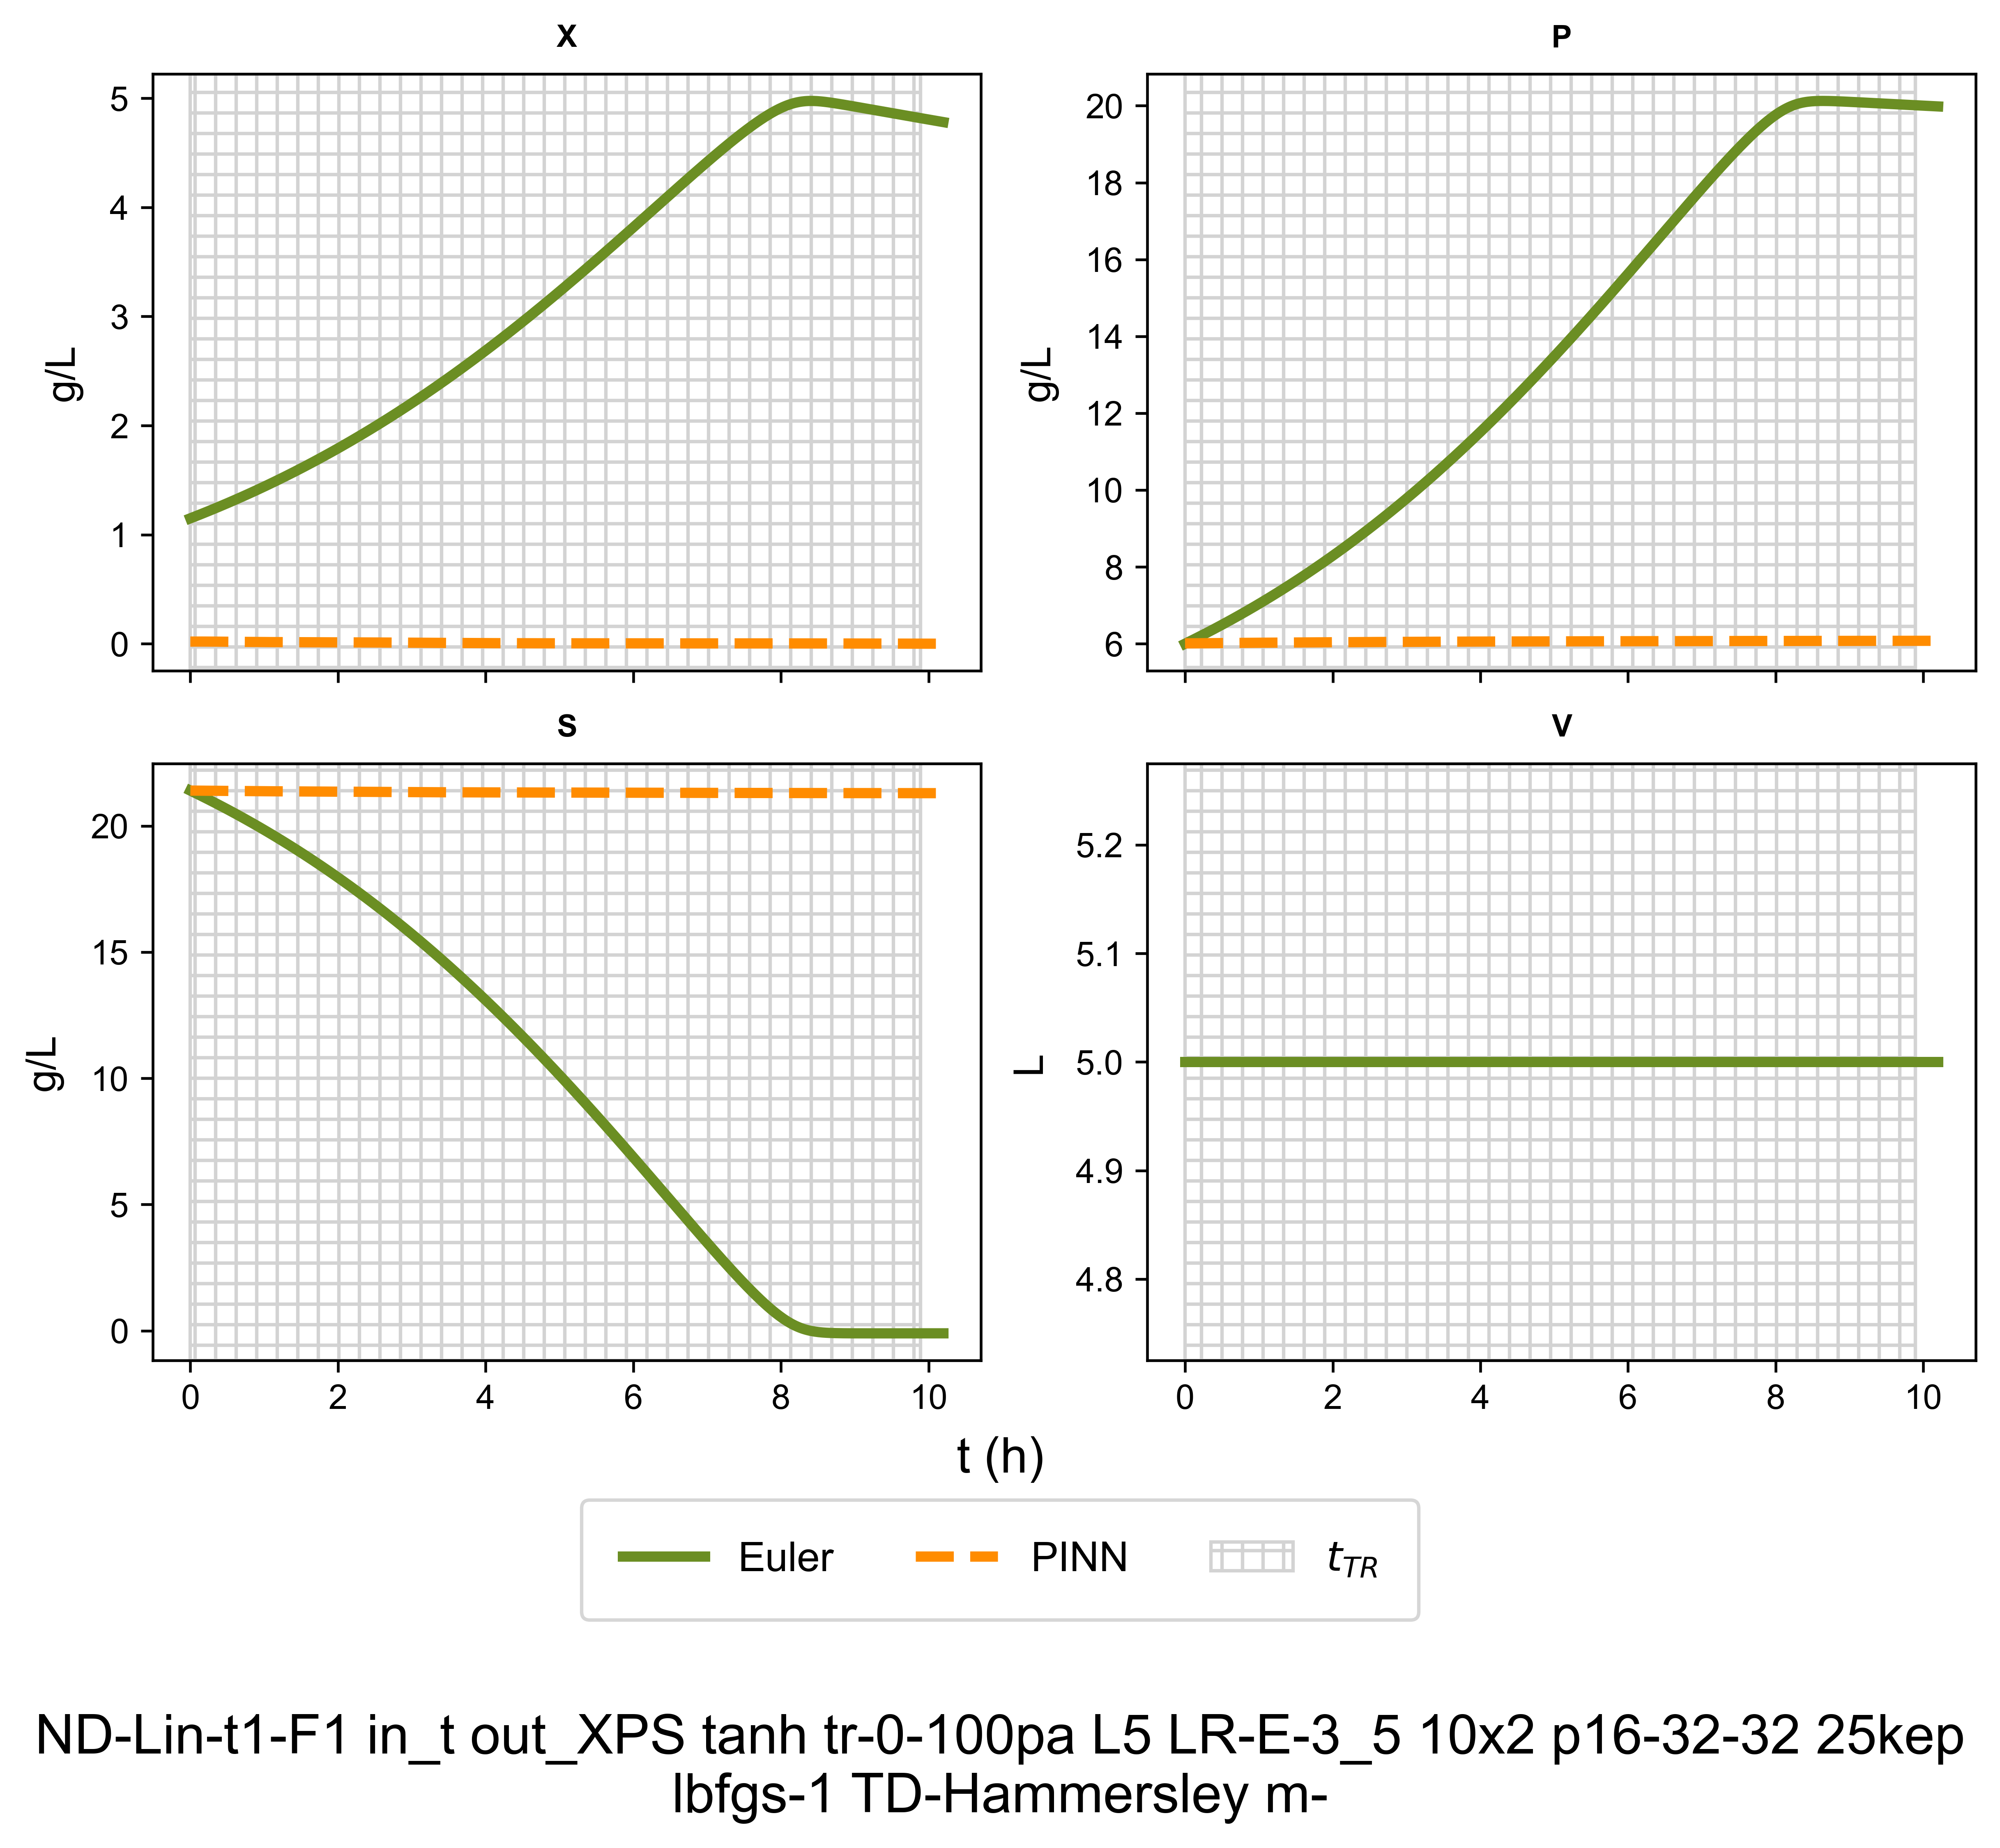 X
5
4
3
2
1
0
g/L
P
20
18
16
14
12
10
8
6
g/L
S
20
15
10
5
0
g/L
0 2 4 6 8 10
V
5.2
5.1
5.0
4.9
4.8
L
0 2 4 6 8 10
t (h)
Euler PINN t_TR
ND-Lin-t1-F1 in_t out_XPS tanh tr-0-100pa L5 LR-E-3_5 10x2 p16-32-32 25kep
lbfgs-1 TD-Hammersley m-